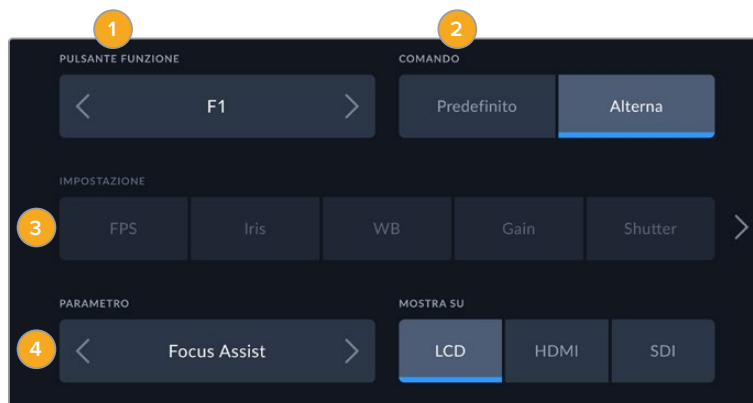 1 2
PULSANTE FUNZIONE COMANDO
F1 Predefinito Alterna
IMPOSTAZIONE
3 FPS Iris WB Gain Shutter
PARAMETRO MOSTRA SU
4 Focus Assist LCD HDMI SDI